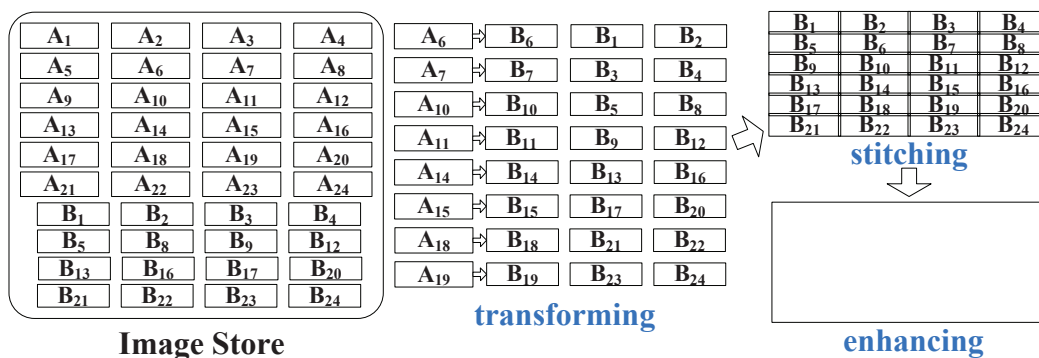 A1 A2 A3 A4
A5 A6 A7 A8
A9 A10 A11 A12
A13 A14 A15 A16
A17 A18 A19 A20
A21 A22 A23 A24
B1 B2 B3 B4
B5 B8 B9 B12
B13 B16 B17 B20
B21 B22 B23 B24
Image Store
A6 B6 B1 B2
A7 B7 B3 B4
A10 B10 B5 B8
A11 B11 B9 B12
A14 B14 B13 B16
A15 B15 B17 B20
A18 B18 B21 B22
A19 B19 B23 B24
transforming
B1 B2 B3 B4
B5 B6 B7 B8
B9 B10 B11 B12
B13 B14 B15 B16
B17 B18 B19 B20
B21 B22 B23 B24
stitching
enhancing